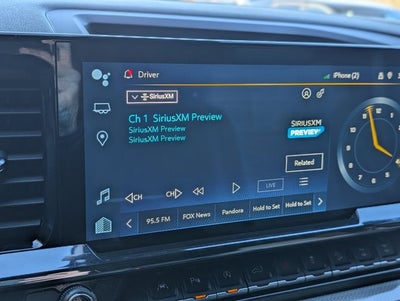 Driver
iPhone (2)
SiriusXM
Ch 1 SiriusXM Preview
SiriusXM Preview
SiriusXM Preview
SIRIUSXM
PREVIEW
Related
CH
CH
LIVE
95.5 FM
FOX News
Pandora
Hold to Set
Hold to Set